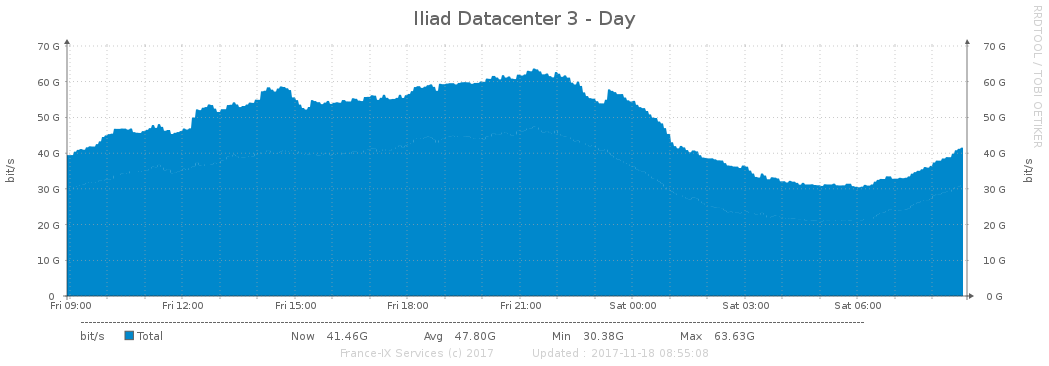 Iliad Datacenter 3 - Day
RRDTOOL / TOBI OETIKER
70 G 70 G
60 G 60 G
50 G 50 G
40 G 40 G
30 G 30 G
20 G 20 G
10 G 10 G
0 0 G
bit/s bit/s
Fri 09:00 Fri 12:00 Fri 15:00 Fri 18:00 Fri 21:00 Sat 00:00 Sat 03:00 Sat 06:00
bit/s Total Now 41.46G Avg 47.80G Min 30.38G Max 63.63G
France-IX Services (c) 2017 Updated : 2017-11-18 08:55:08